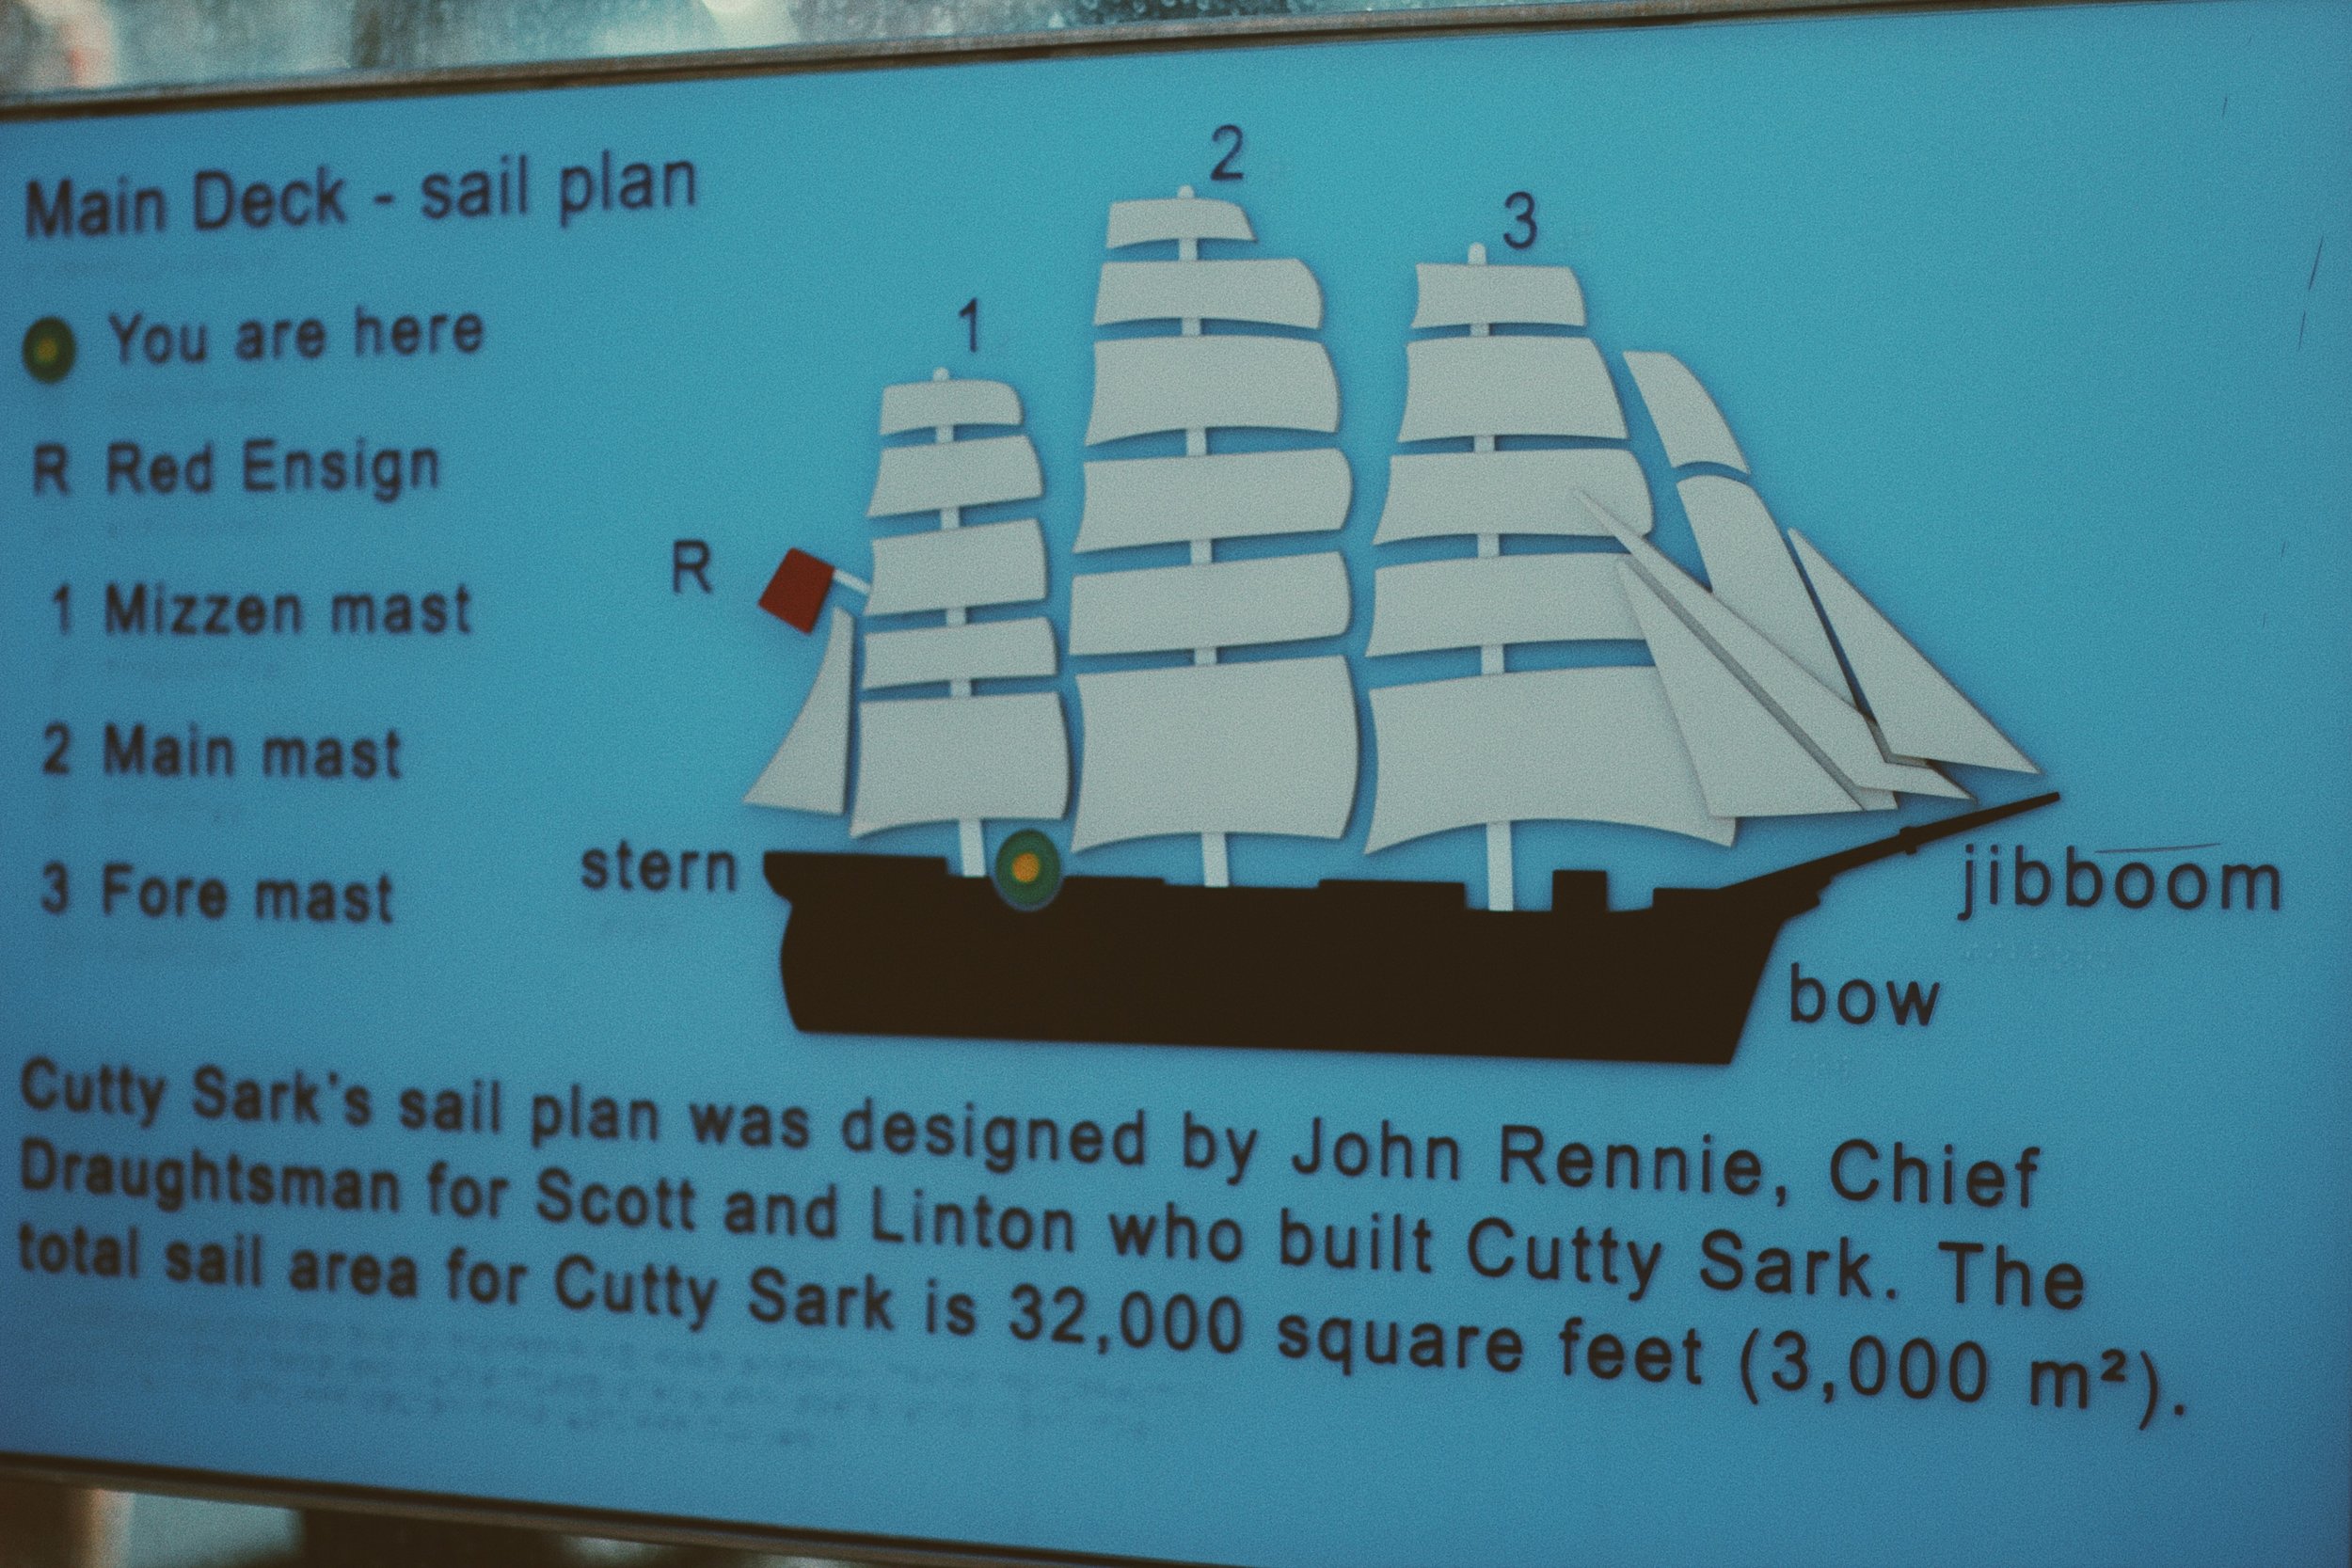 Main Deck - sail plan
You are here
R Red Ensign
1 Mizzen mast
2 Main mast
3 Fore mast
1
2
3
R
stern
jibboom
bow
Cutty Sark's sail plan was designed by John Rennie, Chief
Draughtsman for Scott and Linton who built Cutty Sark. The
total sail area for Cutty Sark is 32,000 square feet (3,000 m²).